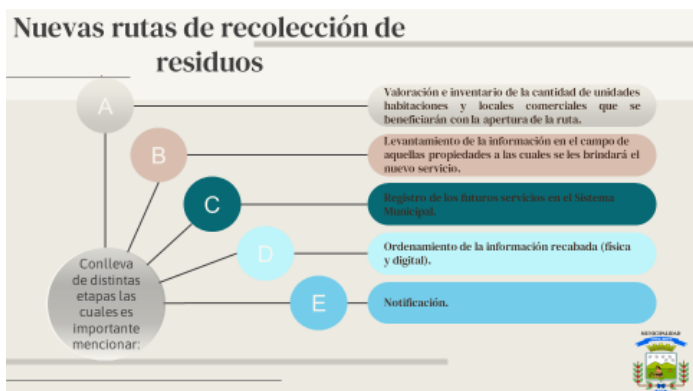 Nuevas rutas de recolección de
residuos
A
Valoración e inventario de la cantidad de unidades
habitaciones y locales comerciales que se
beneficiarán con la apertura de la ruta.
B
Levantamiento de la información en el campo de
aquellas propiedades a las cuales se les brindará el
nuevo servicio.
C
Registro de los futuros servicios en el Sistema
Municipal.
D
Ordenamiento de la información recabada (física
y digital).
E
Notificación.
Conlleva
de distintas
etapas las
cuales es
importante
mencionar:
MUNICIPALIDAD